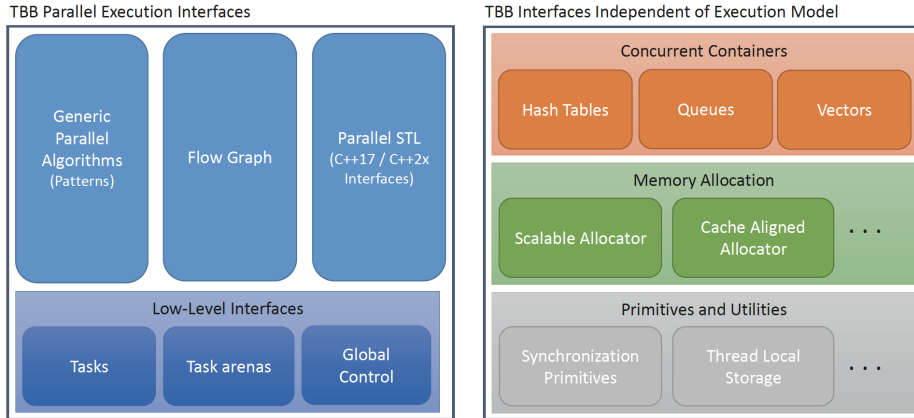 TBB Parallel Execution Interfaces
Generic
Parallel
Algorithms
(Patterns)
Flow Graph
Parallel STL
(C++17 / C++2x
Interfaces)
Low-Level Interfaces
Tasks
Task arenas
Global
Control
TBB Interfaces Independent of Execution Model
Concurrent Containers
Hash Tables
Queues
Vectors
Memory Allocation
Scalable Allocator
Cache Aligned
Allocator
. . .
Primitives and Utilities
Synchronization
Primitives
Thread Local
Storage
. . .